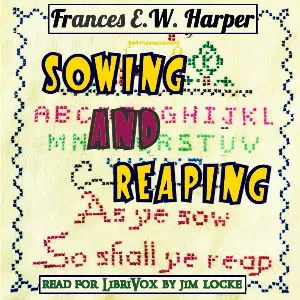 Frances E.W. Harper
SOWING
ABCDEFGHIJKL
AND
RSTUV
REAPING
As ye sow
So shall ye reap
READ FOR LIBRIVOX BY JIM LOCKE